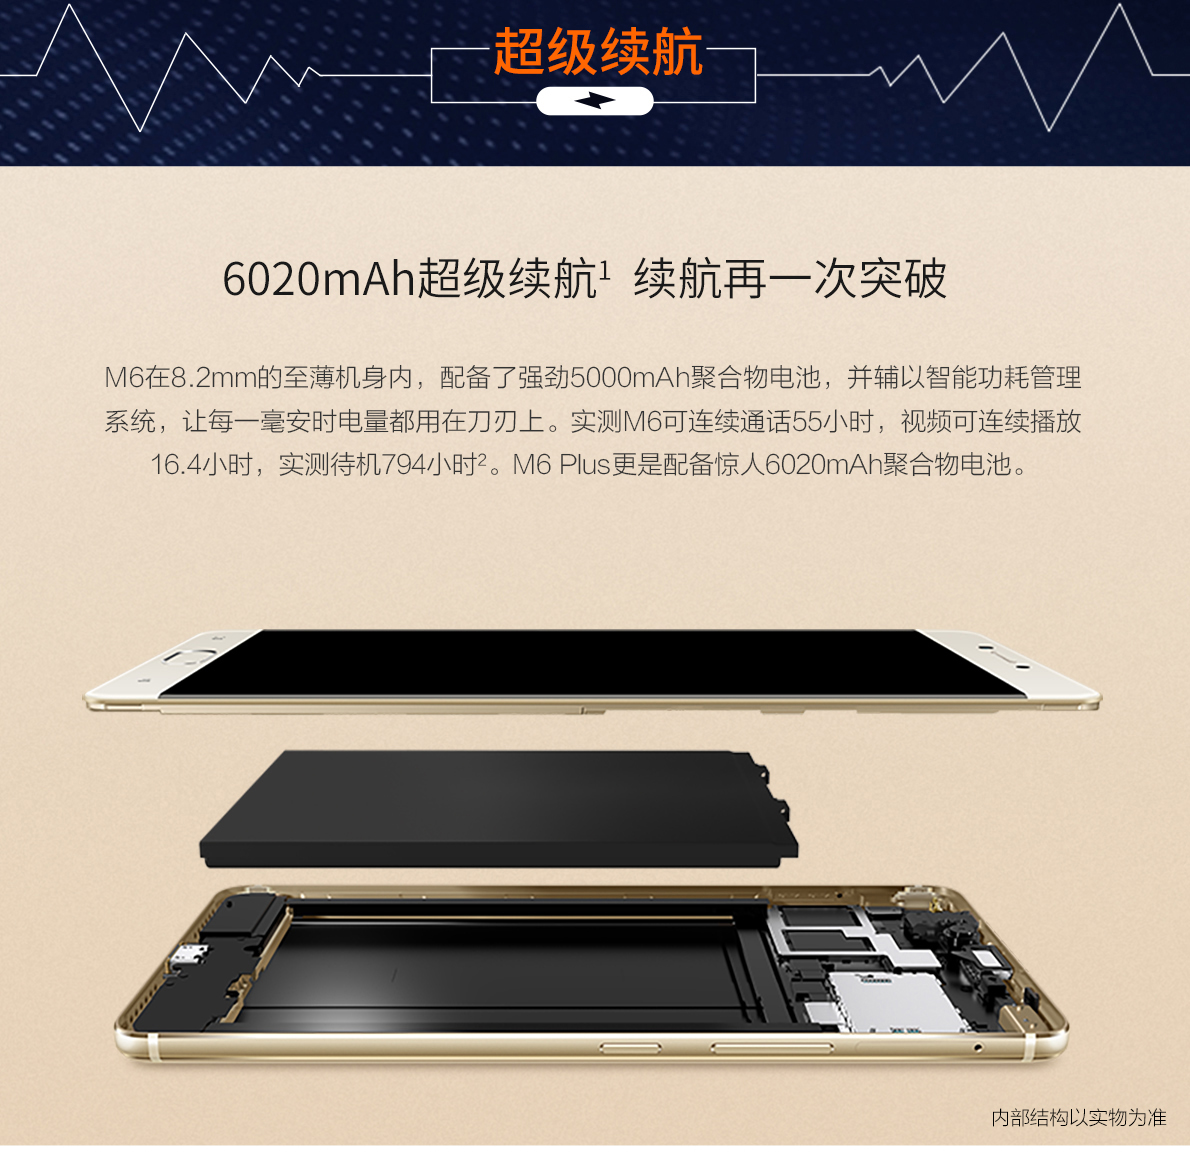 超级续航
6020mAh超级续航¹ 续航再一次突破
M6在8.2mm的至薄机身内，配备了强劲5000mAh聚合物电池，并辅以智能功耗管理
系统，让每一毫安时电量都用在刀刃上。实测M6可连续通话55小时，视频可连续播放
16.4小时，实测待机794小时²。M6 Plus更是配备惊人6020mAh聚合物电池。
内部结构以实物为准